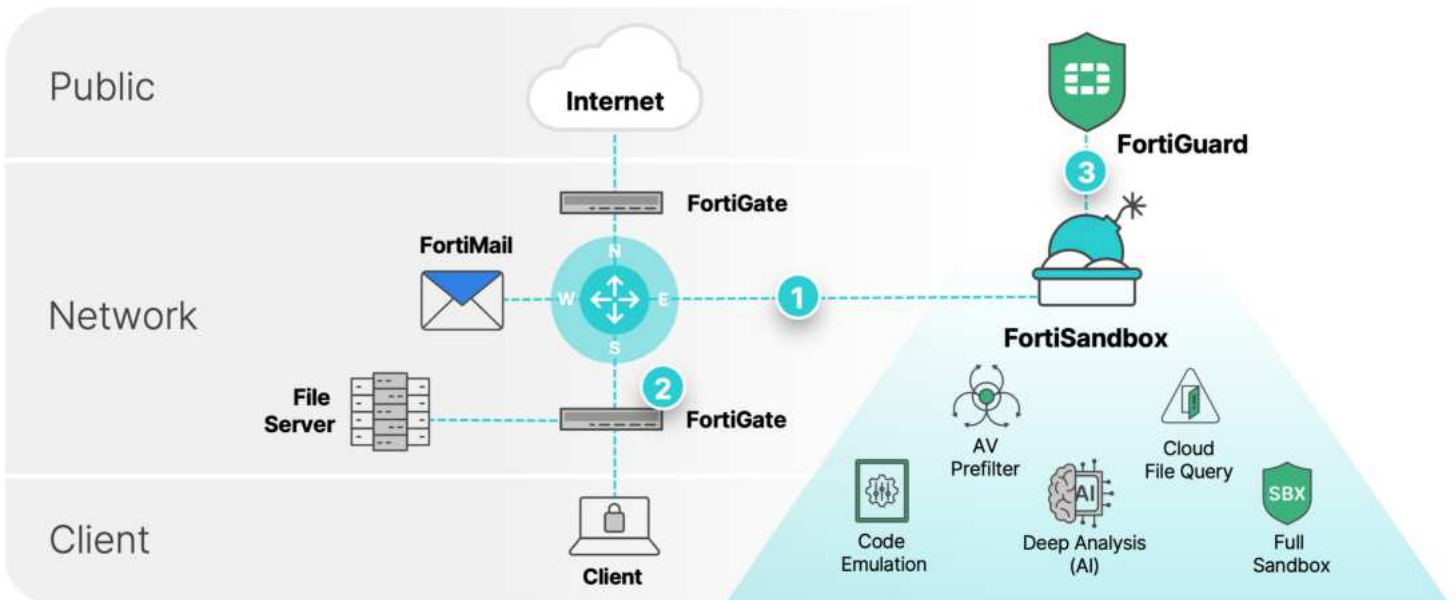 Public
Internet
FortiGuard
3
Network
FortiGate
FortiMail
N
W
E
S
1
FortiSandbox
2
File
Server
FortiGate
AV
Prefilter
Cloud
File Query
AI
SBX
Code
Emulation
Deep Analysis
(AI)
Full
Sandbox
Client
Client